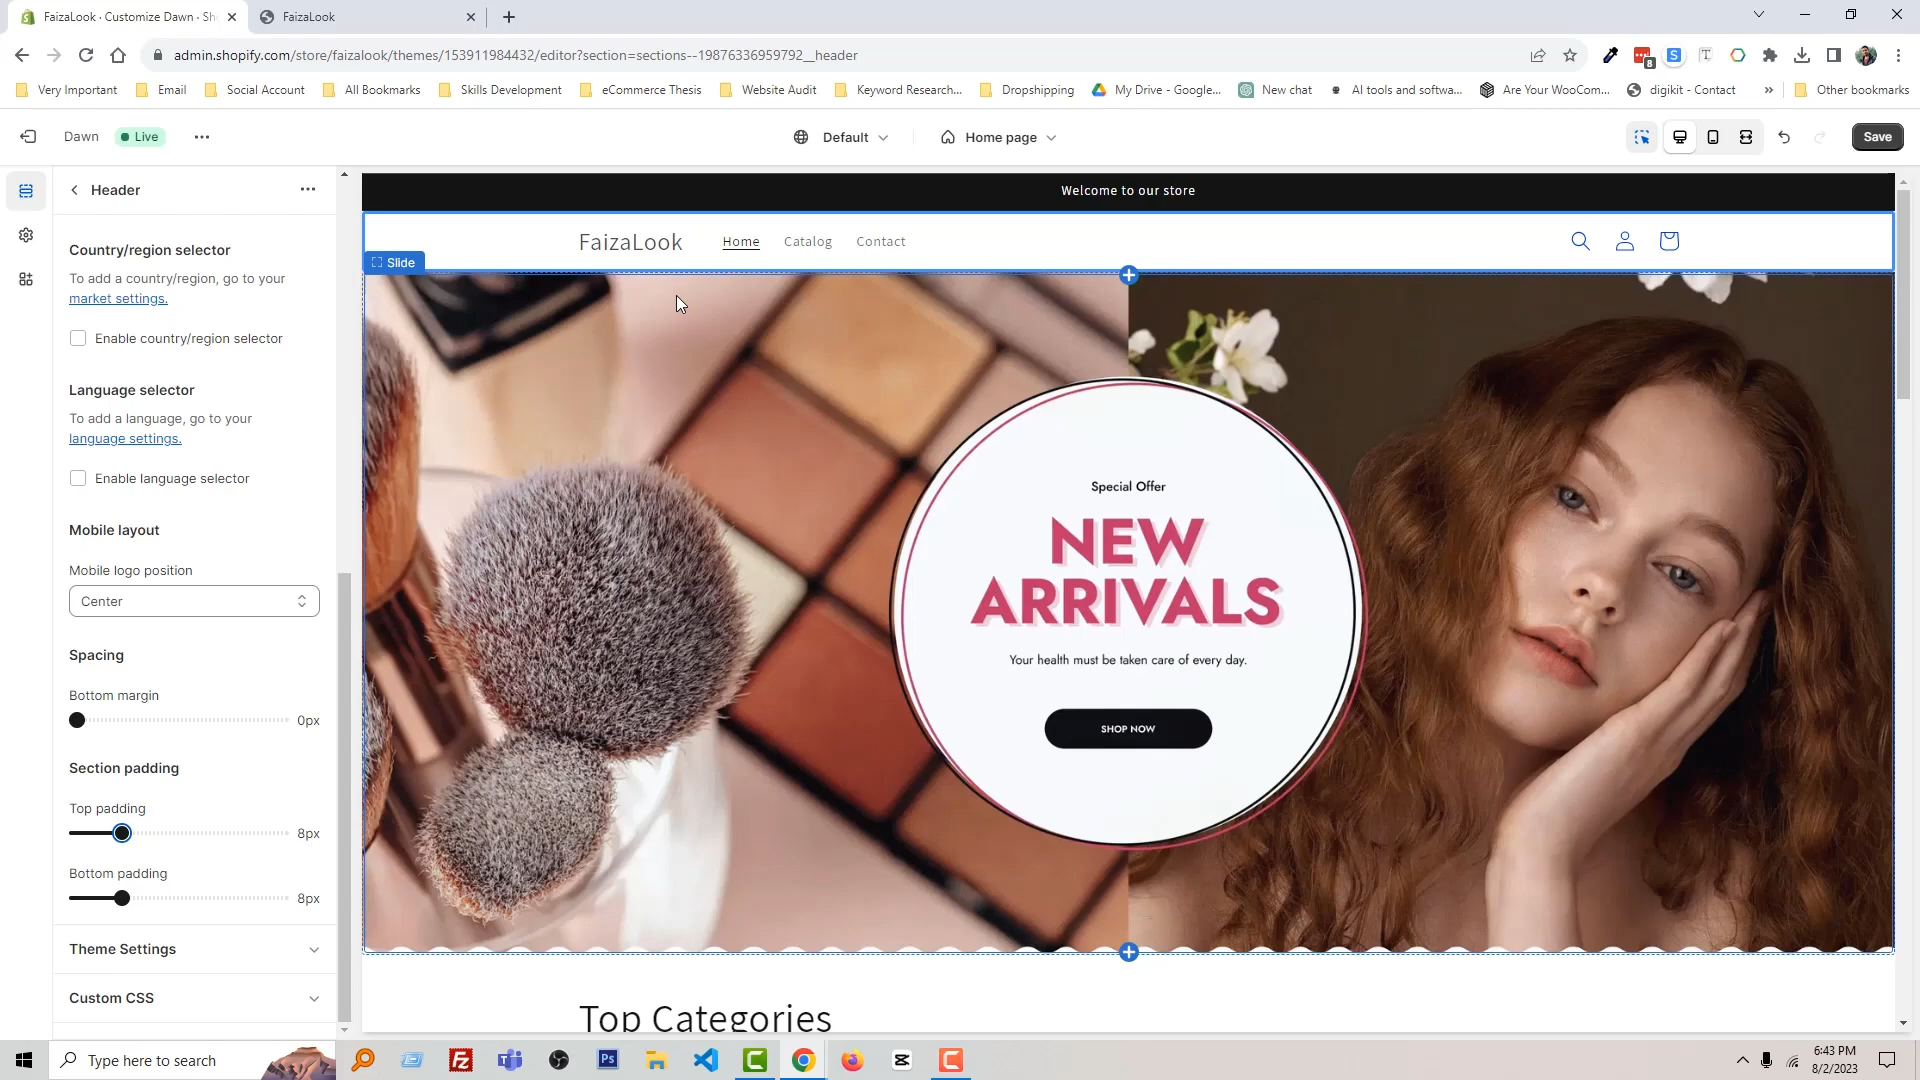 FaizaLook · Customize Dawn · Sh
FaizaLook
admin.shopify.com/store/faizalook/themes/153911984432/editor?section=sections--19876336959792__header
8
Very Important
Email
Social Account
All Bookmarks
Skills Development
eCommerce Thesis
Website Audit
Keyword Research...
Dropshipping
My Drive - Google...
New chat
AI tools and softwa...
Are Your WooCom...
digikit - Contact
»
Other bookmarks
Dawn
Live
Default
Home page
Save
Header
Country/region selector
To add a country/region, go to your
market settings.
Enable country/region selector
Language selector
To add a language, go to your
language settings.
Enable language selector
Mobile layout
Mobile logo position
Center
Spacing
Bottom margin
0px
Section padding
Top padding
8px
Bottom padding
8px
Theme Settings
Custom CSS
Welcome to our store
FaizaLook
Home
Catalog
Contact
Slide
Special Offer
NEW
ARRIVALS
Your health must be taken care of every day.
SHOP NOW
Top Categories
Type here to search
6:43 PM
8/2/2023